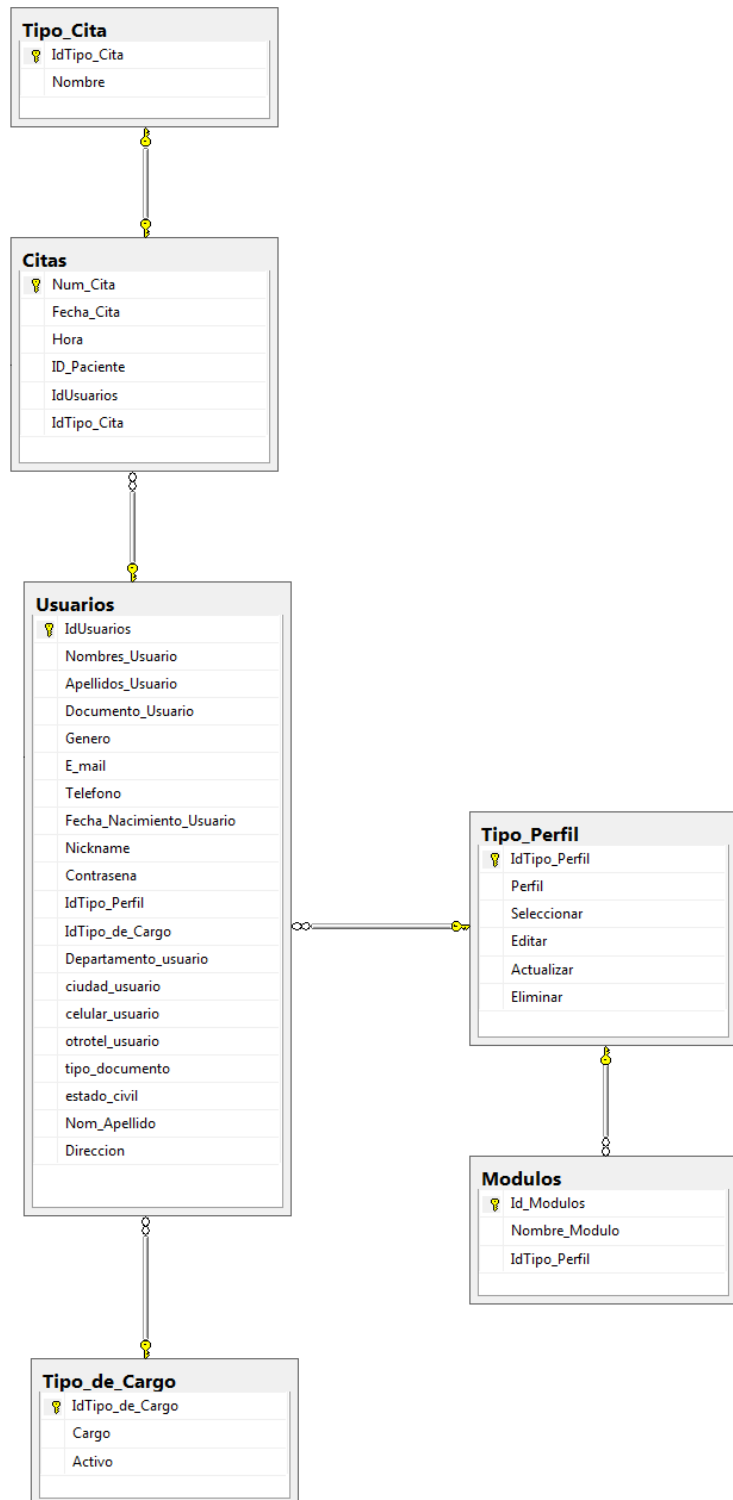 Tipo_Cita
IdTipo_Cita
Nombre
Citas
Num_Cita
Fecha_Cita
Hora
ID_Paciente
IdUsuarios
IdTipo_Cita
Usuarios
IdUsuarios
Nombres_Usuario
Apellidos_Usuario
Documento_Usuario
Genero
E_mail
Telefono
Fecha_Nacimiento_Usuario
Nickname
Contrasena
IdTipo_Perfil
IdTipo_de_Cargo
Departamento_usuario
ciudad_usuario
celular_usuario
otrotel_usuario
tipo_documento
estado_civil
Nom_Apellido
Direccion
Tipo_Perfil
IdTipo_Perfil
Perfil
Seleccionar
Editar
Actualizar
Eliminar
Modulos
Id_Modulos
Nombre_Modulo
IdTipo_Perfil
Tipo_de_Cargo
IdTipo_de_Cargo
Cargo
Activo